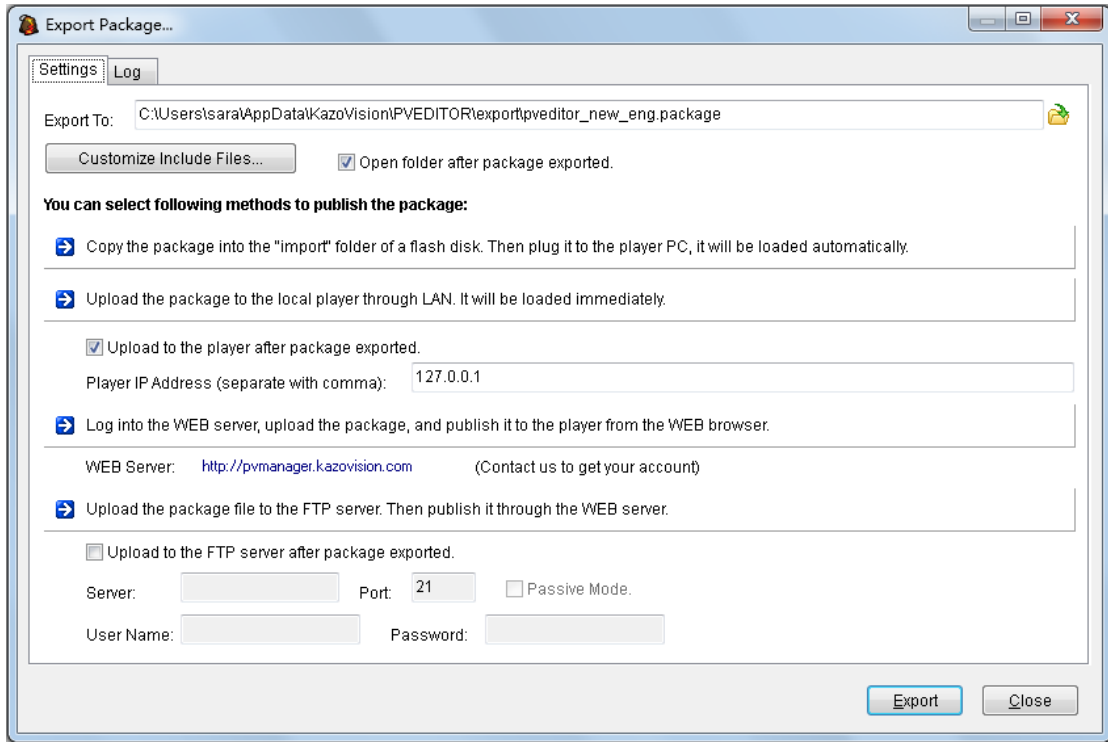 Export Package...
Settings Log
Export To: C:\Users\sara\AppData\KazoVision\PVEDITOR\export\pveditor_new_eng.package
Customize Include Files... Open folder after package exported.
You can select following methods to publish the package:
Copy the package into the "import" folder of a flash disk. Then plug it to the player PC, it will be loaded automatically.
Upload the package to the local player through LAN. It will be loaded immediately.
Upload to the player after package exported.
Player IP Address (separate with comma): 127.0.0.1
Log into the WEB server, upload the package, and publish it to the player from the WEB browser.
WEB Server: http://pvmanager.kazovision.com (Contact us to get your account)
Upload the package file to the FTP server. Then publish it through the WEB server.
Upload to the FTP server after package exported.
Server: Port: 21 Passive Mode.
User Name: Password:
Export Close